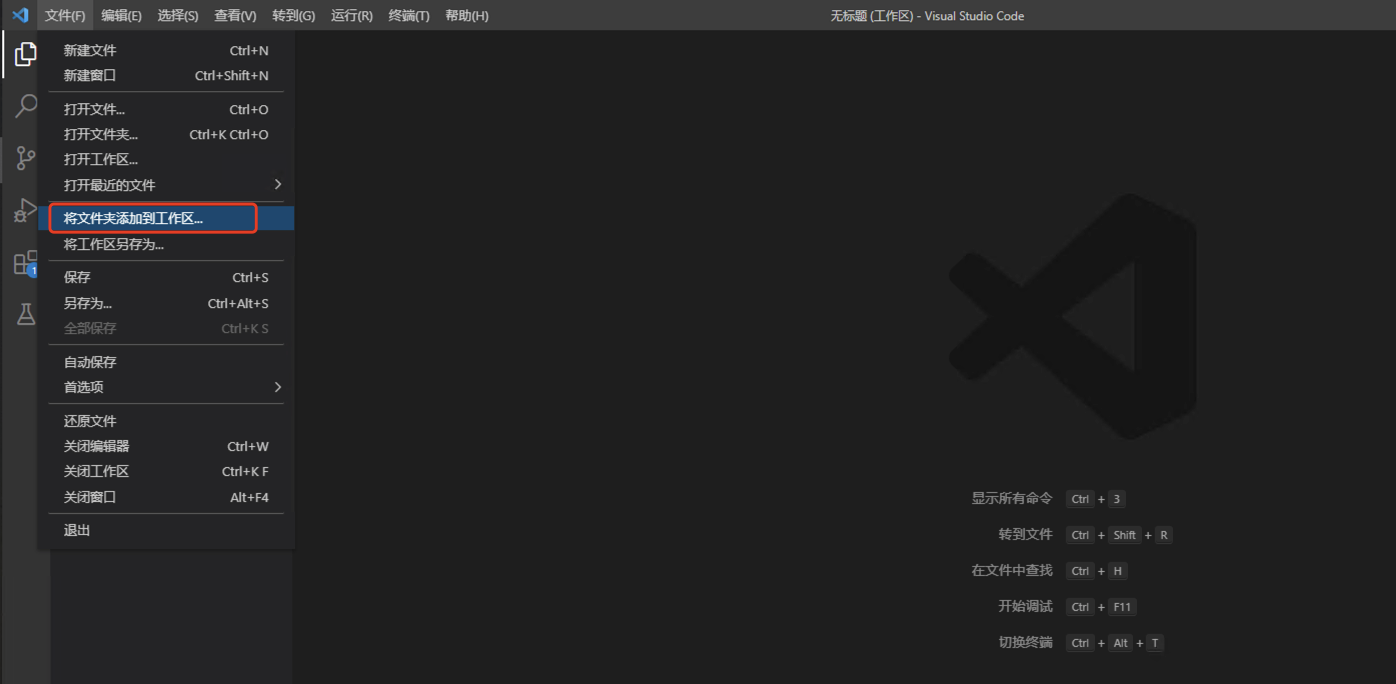 文件(F) 编辑(E) 选择(S) 查看(V) 转到(G) 运行(R) 终端(T) 帮助(H) 无标题 (工作区) - Visual Studio Code
新建文件 Ctrl+N
新建窗口 Ctrl+Shift+N
打开文件... Ctrl+O
打开文件夹... Ctrl+K Ctrl+O
打开工作区...
打开最近的文件
将文件夹添加到工作区...
将工作区另存为...
保存 Ctrl+S
另存为... Ctrl+Alt+S
全部保存 Ctrl+K S
自动保存
首选项
还原文件
关闭编辑器 Ctrl+W
关闭工作区 Ctrl+K F
关闭窗口 Alt+F4
退出
1
显示所有命令 Ctrl + 3
转到文件 Ctrl + Shift + R
在文件中查找 Ctrl + H
开始调试 Ctrl + F11
切换终端 Ctrl + Alt + T